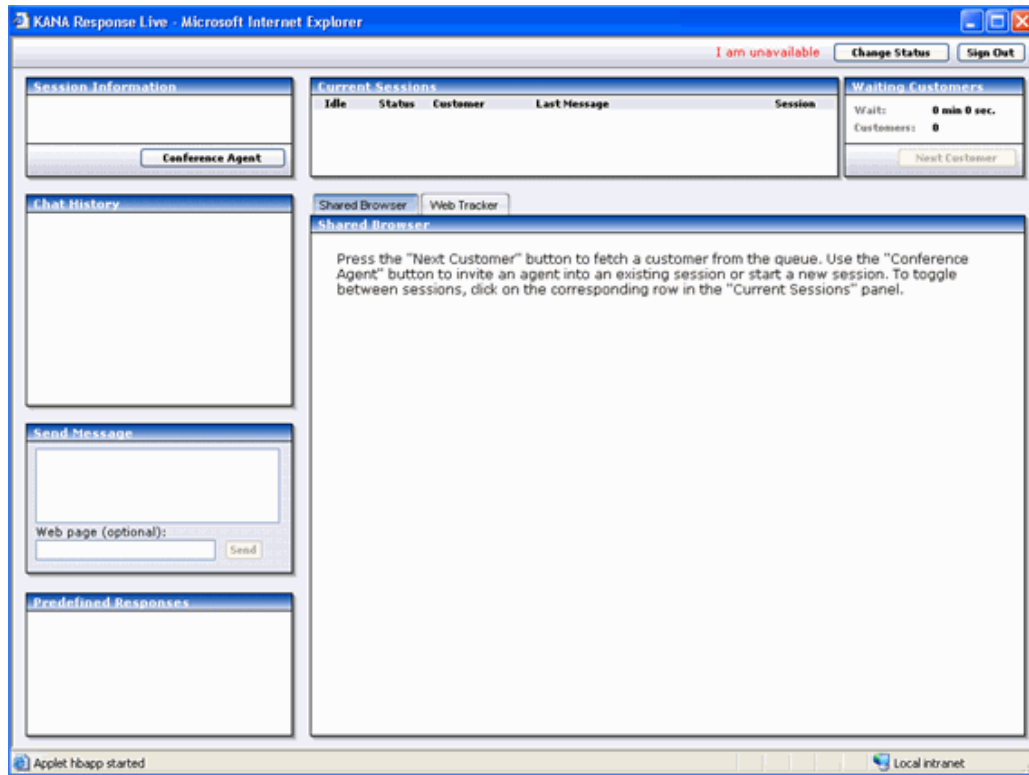 KANA Response Live - Microsoft Internet Explorer
I am unavailable Change Status Sign Out
Session Information
Conference Agent
Current Sessions
Idle Status Customer Last Message Session
Waiting Customers
Wait: 0 min 0 sec.
Customers: 0
Next Customer
Chat History
Shared Browser Web Tracker
Shared Browser
Press the "Next Customer" button to fetch a customer from the queue. Use the "Conference
Agent" button to invite an agent into an existing session or start a new session. To toggle
between sessions, click on the corresponding row in the "Current Sessions" panel.
Send Message
Web page (optional):
Send
Predefined Responses
Applet hbapp started Local intranet